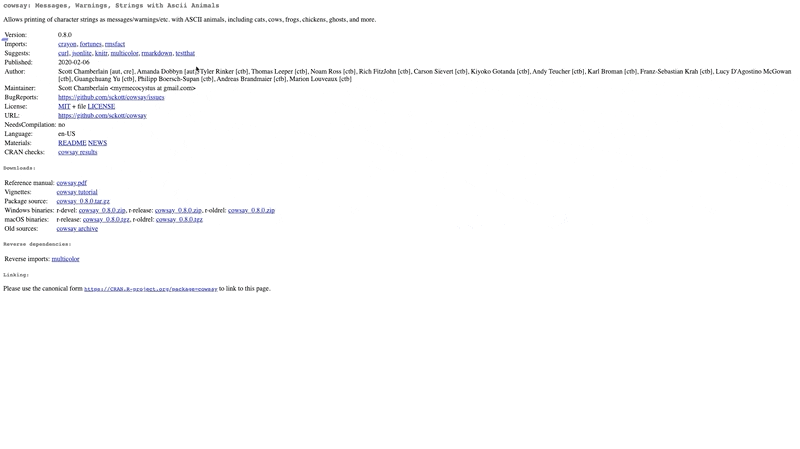 cowsay: Messages, Warnings, Strings with Ascii Animals
Allows printing of character strings as messages/warnings/etc. with ASCII animals, including cats, cows, frogs, chickens, ghosts, and more.
Version: 0.8.0
Imports: crayon, fortunes, rmsfact
Suggests: curl, jsonlite, knitr, multicolor, rmarkdown, testthat
Published: 2020-02-06
Author: Scott Chamberlain [aut, cre], Amanda Dobbyn [aut], Tyler Rinker [ctb], Thomas Leeper [ctb], Noam Ross [ctb], Rich FitzJohn [ctb], Carson Sievert [ctb], Kiyoko Gotanda [ctb], Andy Teucher [ctb], Karl Broman [ctb], Franz-Sebastian Krah [ctb], Lucy D'Agostino McGowan
[ctb], Guangchuang Yu [ctb], Philipp Boersch-Supan [ctb], Andreas Brandmaier [ctb], Marion Louveaux [ctb]
Maintainer: Scott Chamberlain <myrmecocystus at gmail.com>
BugReports: https://github.com/sckott/cowsay/issues
License: MIT + file LICENSE
URL: https://github.com/sckott/cowsay
NeedsCompilation: no
Language: en-US
Materials: README NEWS
CRAN checks: cowsay results
Downloads:
Reference manual: cowsay.pdf
Vignettes: cowsay tutorial
Package source: cowsay_0.8.0.tar.gz
Windows binaries: r-devel: cowsay_0.8.0.zip, r-release: cowsay_0.8.0.zip, r-oldrel: cowsay_0.8.0.zip
macOS binaries: r-release: cowsay_0.8.0.tgz, r-oldrel: cowsay_0.8.0.tgz
Old sources: cowsay archive
Reverse dependencies:
Reverse imports: multicolor
Linking:
Please use the canonical form https://CRAN.R-project.org/package=cowsay to link to this page.